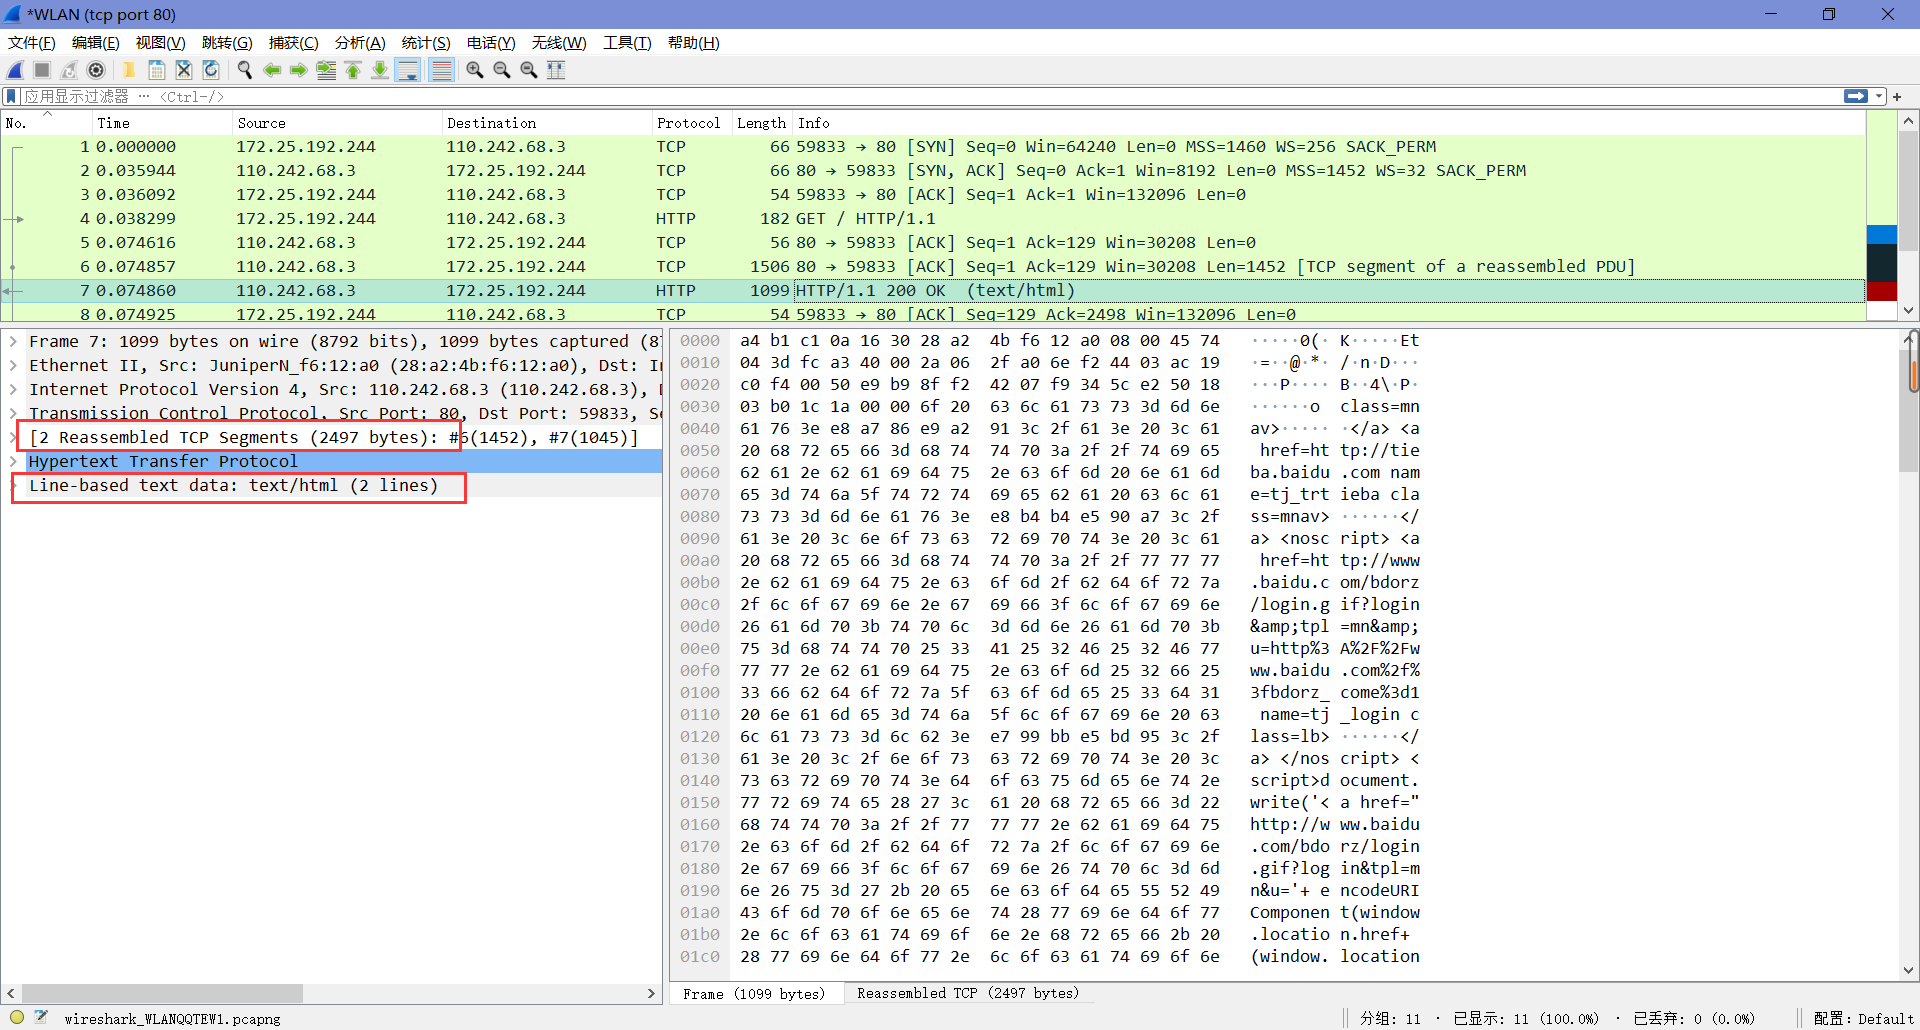 *WLAN (tcp port 80)
文件(F) 编辑(E) 视图(V) 跳转(G) 捕获(C) 分析(A) 统计(S) 电话(Y) 无线(W) 工具(T) 帮助(H)
应用显示过滤器 … <Ctrl-/>
No. Time Source Destination Protocol Length Info
1 0.000000 172.25.192.244 110.242.68.3 TCP 66 59833 → 80 [SYN] Seq=0 Win=64240 Len=0 MSS=1460 WS=256 SACK_PERM
2 0.035944 110.242.68.3 172.25.192.244 TCP 66 80 → 59833 [SYN, ACK] Seq=0 Ack=1 Win=8192 Len=0 MSS=1452 WS=32 SACK_PERM
3 0.036092 172.25.192.244 110.242.68.3 TCP 54 59833 → 80 [ACK] Seq=1 Ack=1 Win=132096 Len=0
4 0.038299 172.25.192.244 110.242.68.3 HTTP 182 GET / HTTP/1.1
5 0.074616 110.242.68.3 172.25.192.244 TCP 56 80 → 59833 [ACK] Seq=1 Ack=129 Win=30208 Len=0
6 0.074857 110.242.68.3 172.25.192.244 TCP 1506 80 → 59833 [ACK] Seq=1 Ack=129 Win=30208 Len=1452 [TCP segment of a reassembled PDU]
7 0.074860 110.242.68.3 172.25.192.244 HTTP 1099 HTTP/1.1 200 OK (text/html)
8 0.074925 172.25.192.244 110.242.68.3 TCP 54 59833 → 80 [ACK] Seq=129 Ack=2498 Win=132096 Len=0
Frame 7: 1099 bytes on wire (8792 bits), 1099 bytes captured (87
Ethernet II, Src: JuniperN_f6:12:a0 (28:a2:4b:f6:12:a0), Dst: In
Internet Protocol Version 4, Src: 110.242.68.3 (110.242.68.3), D
Transmission Control Protocol, Src Port: 80, Dst Port: 59833, Se
[2 Reassembled TCP Segments (2497 bytes): #6(1452), #7(1045)]
Hypertext Transfer Protocol
Line-based text data: text/html (2 lines)
0000 a4 b1 c1 0a 16 30 28 a2 4b f6 12 a0 08 00 45 74 ·····0(· K·····Et
0010 04 3d fc a3 40 00 2a 06 2f a0 6e f2 44 03 ac 19 ·=··@·*· /·n·D···
0020 c0 f4 00 50 e9 b9 8f f2 42 07 f9 34 5c e2 50 18 ···P···· B··4\·P·
0030 03 b0 1c 1a 00 00 6f 20 63 6c 61 73 73 3d 6d 6e ······o class=mn
0040 61 76 3e e8 a7 86 e9 a2 91 3c 2f 61 3e 20 3c 61 av>····· ·</a> <a
0050 20 68 72 65 66 3d 68 74 74 70 3a 2f 2f 74 69 65 href=ht tp://tie
0060 62 61 2e 62 61 69 64 75 2e 63 6f 6d 20 6e 61 6d ba.baidu .com nam
0070 65 3d 74 6a 5f 74 72 74 69 65 62 61 20 63 6c 61 e=tj_trt ieba cla
0080 73 73 3d 6d 6e 61 76 3e e8 b4 b4 e5 90 a7 3c 2f ss=mnav> ······</
0090 61 3e 20 3c 6e 6f 73 63 72 69 70 74 3e 20 3c 61 a> <nosc ript> <a
00a0 20 68 72 65 66 3d 68 74 74 70 3a 2f 2f 77 77 77 href=ht tp://www
00b0 2e 62 61 69 64 75 2e 63 6f 6d 2f 62 64 6f 72 7a .baidu.c om/bdorz
00c0 2f 6c 6f 67 69 6e 2e 67 69 66 3f 6c 6f 67 69 6e /login.g if?login
00d0 26 61 6d 70 3b 74 70 6c 3d 6d 6e 26 61 6d 70 3b &amp;tpl =mn&amp;
00e0 75 3d 68 74 74 70 25 33 41 25 32 46 25 32 46 77 u=http%3 A%2F%2Fw
00f0 77 77 2e 62 61 69 64 75 2e 63 6f 6d 25 32 66 25 ww.baidu .com%2f%
0100 33 66 62 64 6f 72 7a 5f 63 6f 6d 65 25 33 64 31 3fbdorz_ come%3d1
0110 20 6e 61 6d 65 3d 74 6a 5f 6c 6f 67 69 6e 20 63 name=tj _login c
0120 6c 61 73 73 3d 6c 62 3e e7 99 bb e5 bd 95 3c 2f lass=lb> ······</
0130 61 3e 20 3c 2f 6e 6f 73 63 72 69 70 74 3e 20 3c a> </nos cript> <
0140 73 63 72 69 70 74 3e 64 6f 63 75 6d 65 6e 74 2e script>d ocument.
0150 77 72 69 74 65 28 27 3c 61 20 68 72 65 66 3d 22 write('< a href="
0160 68 74 74 70 3a 2f 2f 77 77 77 2e 62 61 69 64 75 http://w ww.baidu
0170 2e 63 6f 6d 2f 62 64 6f 72 7a 2f 6c 6f 67 69 6e .com/bdo rz/login
0180 2e 67 69 66 3f 6c 6f 67 69 6e 26 74 70 6c 3d 6d .gif?log in&tpl=m
0190 6e 26 75 3d 27 2b 20 65 6e 63 6f 64 65 55 52 49 n&u='+ e ncodeURI
01a0 43 6f 6d 70 6f 6e 65 6e 74 28 77 69 6e 64 6f 77 Componen t(window
01b0 2e 6c 6f 63 61 74 69 6f 6e 2e 68 72 65 66 2b 20 .locatio n.href+
01c0 28 77 69 6e 64 6f 77 2e 6c 6f 63 61 74 69 6f 6e (window. location
Frame (1099 bytes) Reassembled TCP (2497 bytes)
wireshark_WLANQQTEW1.pcapng 分组: 11 · 已显示: 11 (100.0%) · 已丢弃: 0 (0.0%) 配置: Default